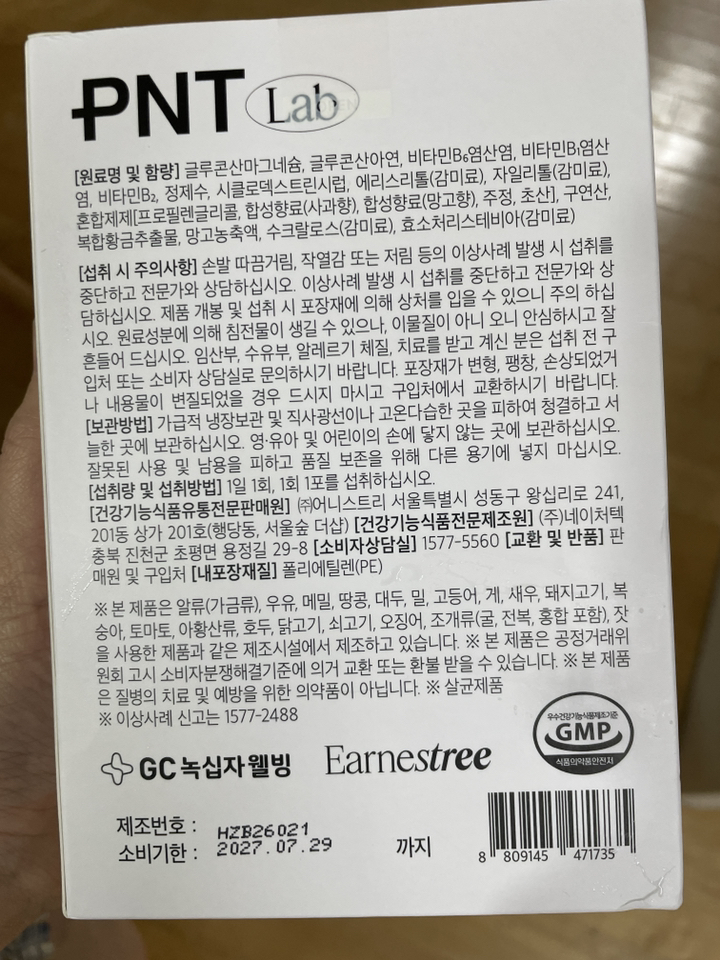 PNT Lab
[원료명 및 함량] 글루콘산마그네슘, 글루콘산아연, 비타민B₆염산염, 비타민B₁염산
염, 비타민B₂, 정제수, 시클로덱스트린시럽, 에리스리톨(감미료), 자일리톨(감미료),
혼합제제[프로필렌글리콜, 합성향료(사과향), 합성향료(망고향), 주정, 초산], 구연산,
복합황금추출물, 망고농축액, 수크랄로스(감미료), 효소처리스테비아(감미료)
[섭취 시 주의사항] 손발 따끔거림, 작열감 또는 저림 등의 이상사례 발생 시 섭취를
중단하고 전문가와 상담하십시오. 이상사례 발생 시 섭취를 중단하고 전문가와 상
담하십시오. 제품 개봉 및 섭취 시 포장재에 의해 상처를 입을 수 있으니 주의 하십
시오. 원료성분에 의해 침전물이 생길 수 있으나, 이물질이 아니 오니 안심하시고 잘
흔들어 드십시오. 임산부, 수유부, 알레르기 체질, 치료를 받고 계신 분은 섭취 전 구
입처 또는 소비자 상담실로 문의하시기 바랍니다. 포장재가 변형, 팽창, 손상되었거
나 내용물이 변질되었을 경우 드시지 마시고 구입처에서 교환하시기 바랍니다.
[보관방법] 가급적 냉장보관 및 직사광선이나 고온다습한 곳을 피하여 청결하고 서
늘한 곳에 보관하십시오. 영·유아 및 어린이의 손에 닿지 않는 곳에 보관하십시오.
잘못된 사용 및 남용을 피하고 품질 보존을 위해 다른 용기에 넣지 마십시오.
[섭취량 및 섭취방법] 1일 1회, 1회 1포를 섭취하십시오.
[건강기능식품유통전문판매원] ㈜어니스트리 서울특별시 성동구 왕십리로 241,
201동 상가 201호(행당동, 서울숲 더샵) [건강기능식품전문제조원] (주)네이처텍
충북 진천군 초평면 용정길 29-8 [소비자상담실] 1577-5560 [교환 및 반품] 판
매원 및 구입처 [내포장재질] 폴리에틸렌(PE)
※ 본 제품은 알류(가금류), 우유, 메밀, 땅콩, 대두, 밀, 고등어, 게, 새우, 돼지고기, 복
숭아, 토마토, 아황산류, 호두, 닭고기, 쇠고기, 오징어, 조개류(굴, 전복, 홍합 포함), 잣
을 사용한 제품과 같은 제조시설에서 제조하고 있습니다. ※ 본 제품은 공정거래위
원회 고시 소비자분쟁해결기준에 의거 교환 또는 환불 받을 수 있습니다. ※ 본 제품
은 질병의 치료 및 예방을 위한 의약품이 아닙니다. ※ 살균제품
※ 이상사례 신고는 1577-2488
우수건강기능식품제조기준
GMP
식품의약품안전처
GC녹십자웰빙 Earnestree
제조번호 : HZB26021
소비기한 : 2027.07.29 까지
8 809145 471735